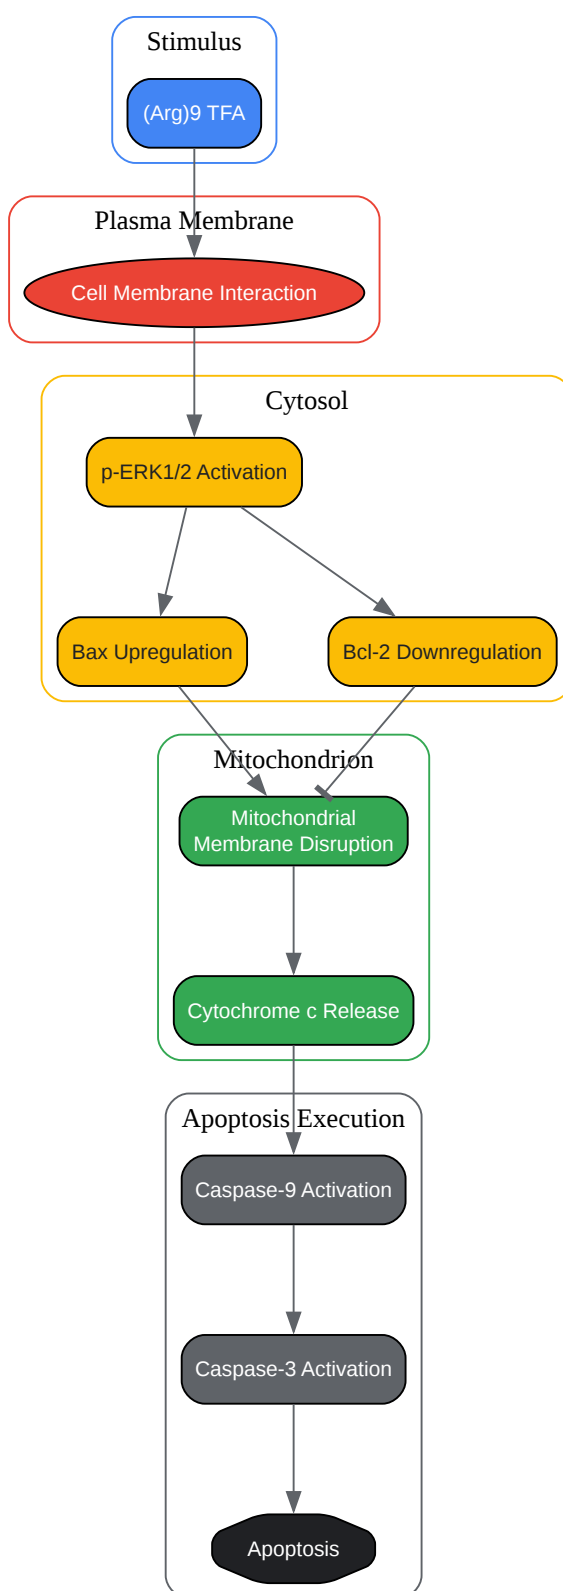 Stimulus
(Arg)9 TFA
Plasma Membrane
Cell Membrane Interaction
Cytosol
p-ERK1/2 Activation
Bax Upregulation
Bcl-2 Downregulation
Mitochondrion
Mitochondrial
Membrane Disruption
Cytochrome c Release
Apoptosis Execution
Caspase-9 Activation
Caspase-3 Activation
Apoptosis